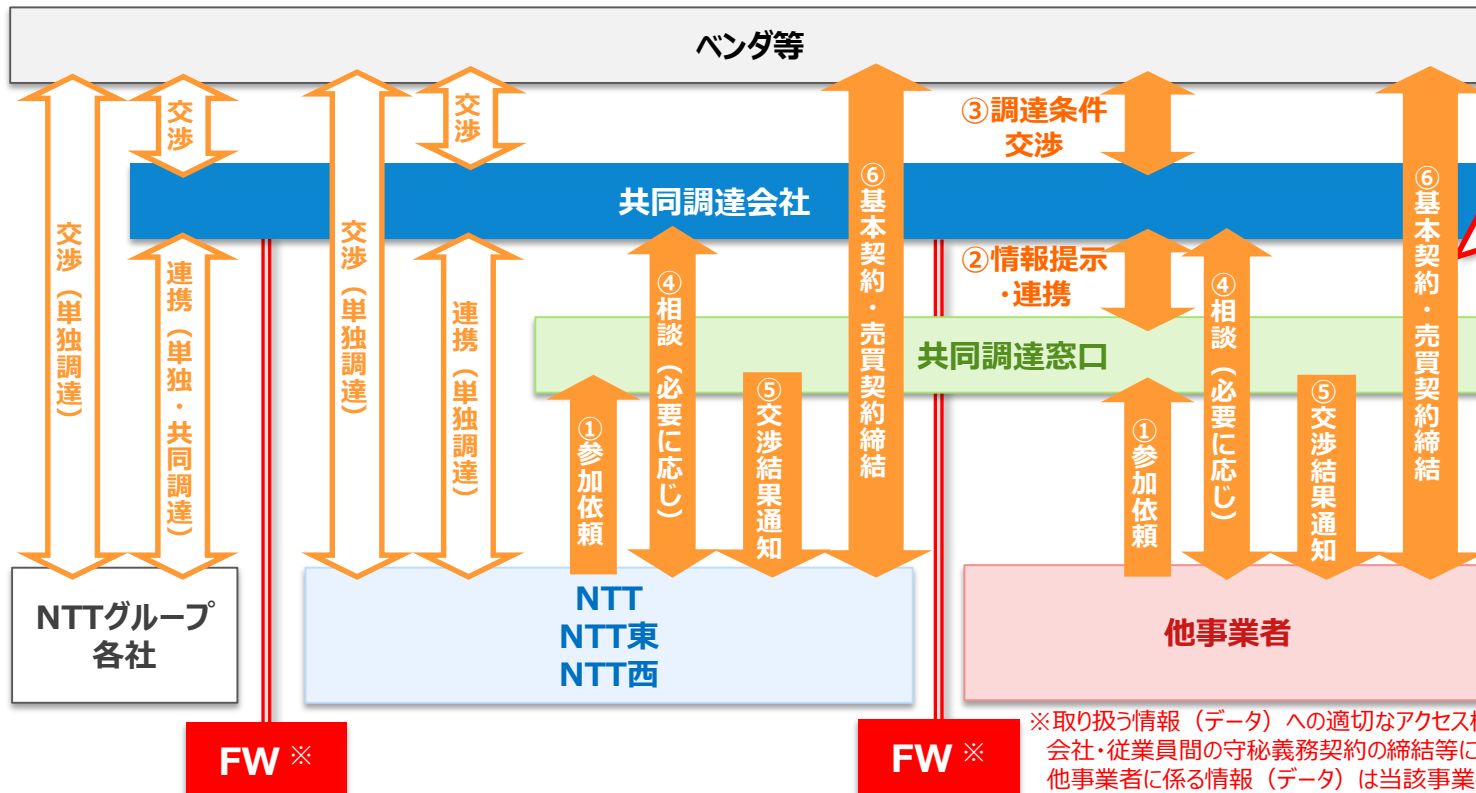 ベンダ等
交渉
交渉
③調達条件
交渉
共同調達会社
交渉（単独調達）
連携（単独・共同調達）
交渉（単独調達）
連携（単独調達）
④相談（必要に応じ）
⑥基本契約・売買契約締結
②情報提示
・連携
④相談（必要に応じ）
⑥基本契約・売買契約締結
共同調達窓口
①参加依頼
⑤交渉結果通知
①参加依頼
⑤交渉結果通知
NTTグループ
各社
NTT
NTT東
NTT西
他事業者
FW ※
FW ※
※取り扱う情報（データ）への適切なアクセス
会社・従業員間の守秘義務契約の締結等に
他事業者に係る情報（データ）は当該事業